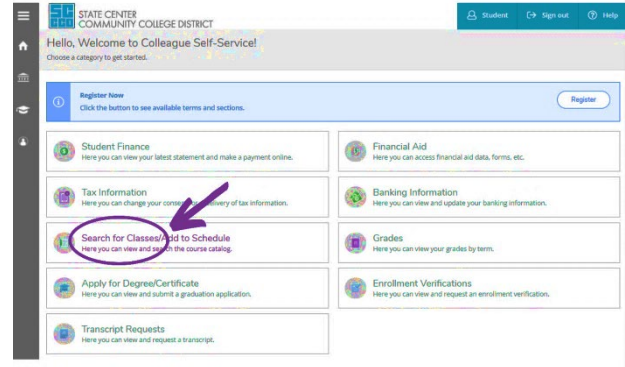 SC
CCD
STATE CENTER
COMMUNITY COLLEGE DISTRICT
Student
Sign out
Help
Hello, Welcome to Colleague Self-Service!
Choose a category to get started.
Register Now
Click the button to see available terms and sections.
Register
Student Finance
Here you can view your latest statement and make a payment online.
Financial Aid
Here you can access financial aid data, forms, etc.
Tax Information
Here you can change your consent delivery of tax information.
Banking Information
Here you can view and update your banking information.
Search for Classes/Add to Schedule
Here you can view and search the course catalog.
Grades
Here you can view your grades by term.
Apply for Degree/Certificate
Here you can view and submit a graduation application.
Enrollment Verifications
Here you can view and request an enrollment verification.
Transcript Requests
Here you can view and request a transcript.